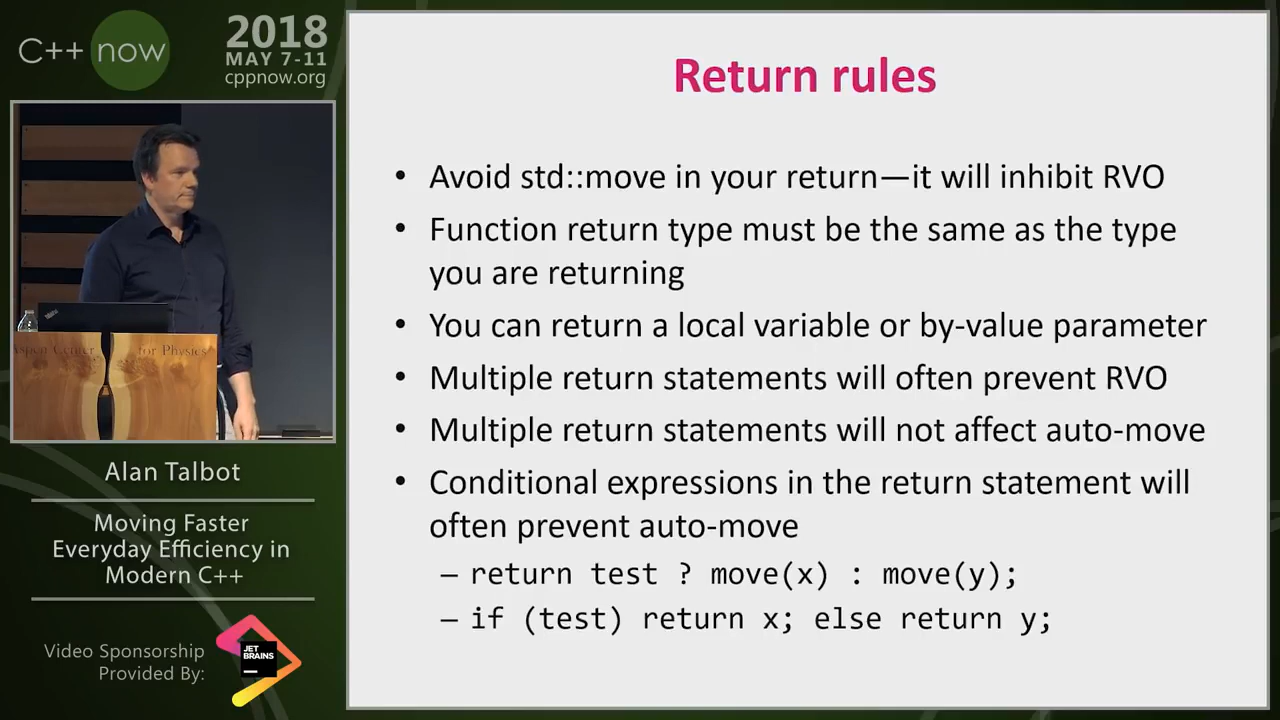 C++ now
2018
MAY 7-11
cppnow.org
Return rules
• Avoid std::move in your return—it will inhibit RVO
• Function return type must be the same as the type
you are returning
• You can return a local variable or by-value parameter
• Multiple return statements will often prevent RVO
• Multiple return statements will not affect auto-move
• Conditional expressions in the return statement will
often prevent auto-move
– return test ? move(x) : move(y);
– if (test) return x; else return y;
Aspen Center for Physics
Alan Talbot
Moving Faster
Everyday Efficiency in
Modern C++
Video Sponsorship
Provided By:
JET
BRAINS